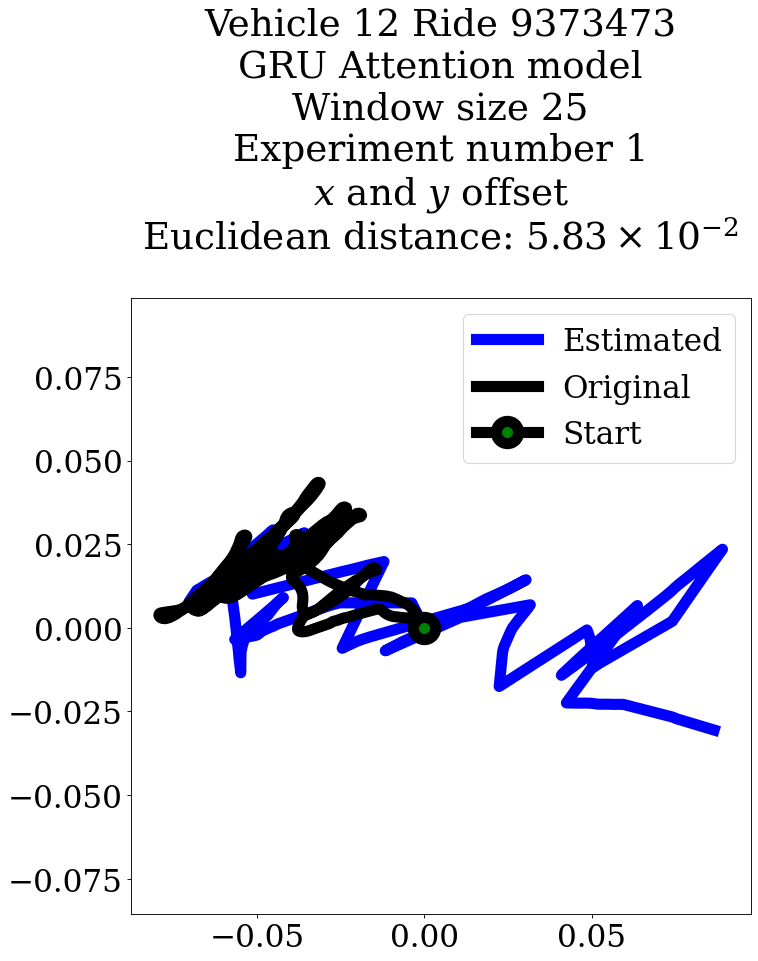 Vehicle 12 Ride 9373473
GRU Attention model
Window size 25
Experiment number 1
x and y offset
Euclidean distance: 5.83 × 10⁻²
Estimated
Original
Start
0.075
0.050
0.025
0.000
−0.025
−0.050
−0.075
−0.05
0.00
0.05